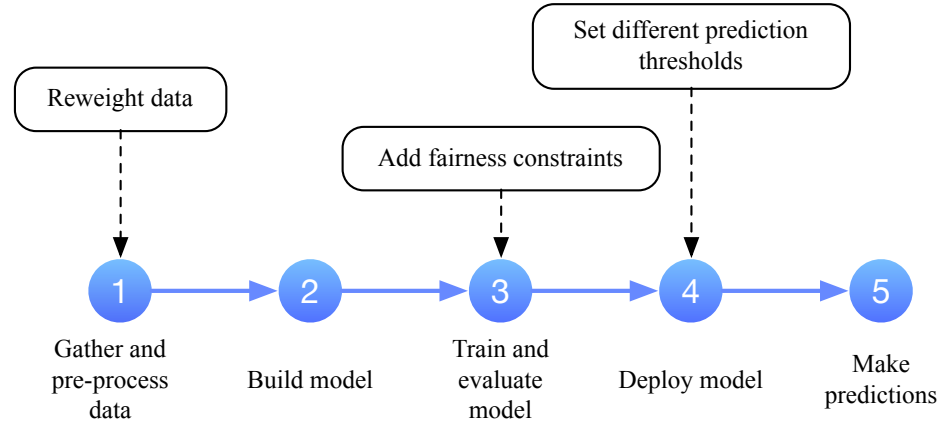 Set different prediction
thresholds
Reweight data
Add fairness constraints
1
2
3
4
5
Gather and
pre-process
data
Build model
Train and
evaluate
model
Deploy model
Make
predictions